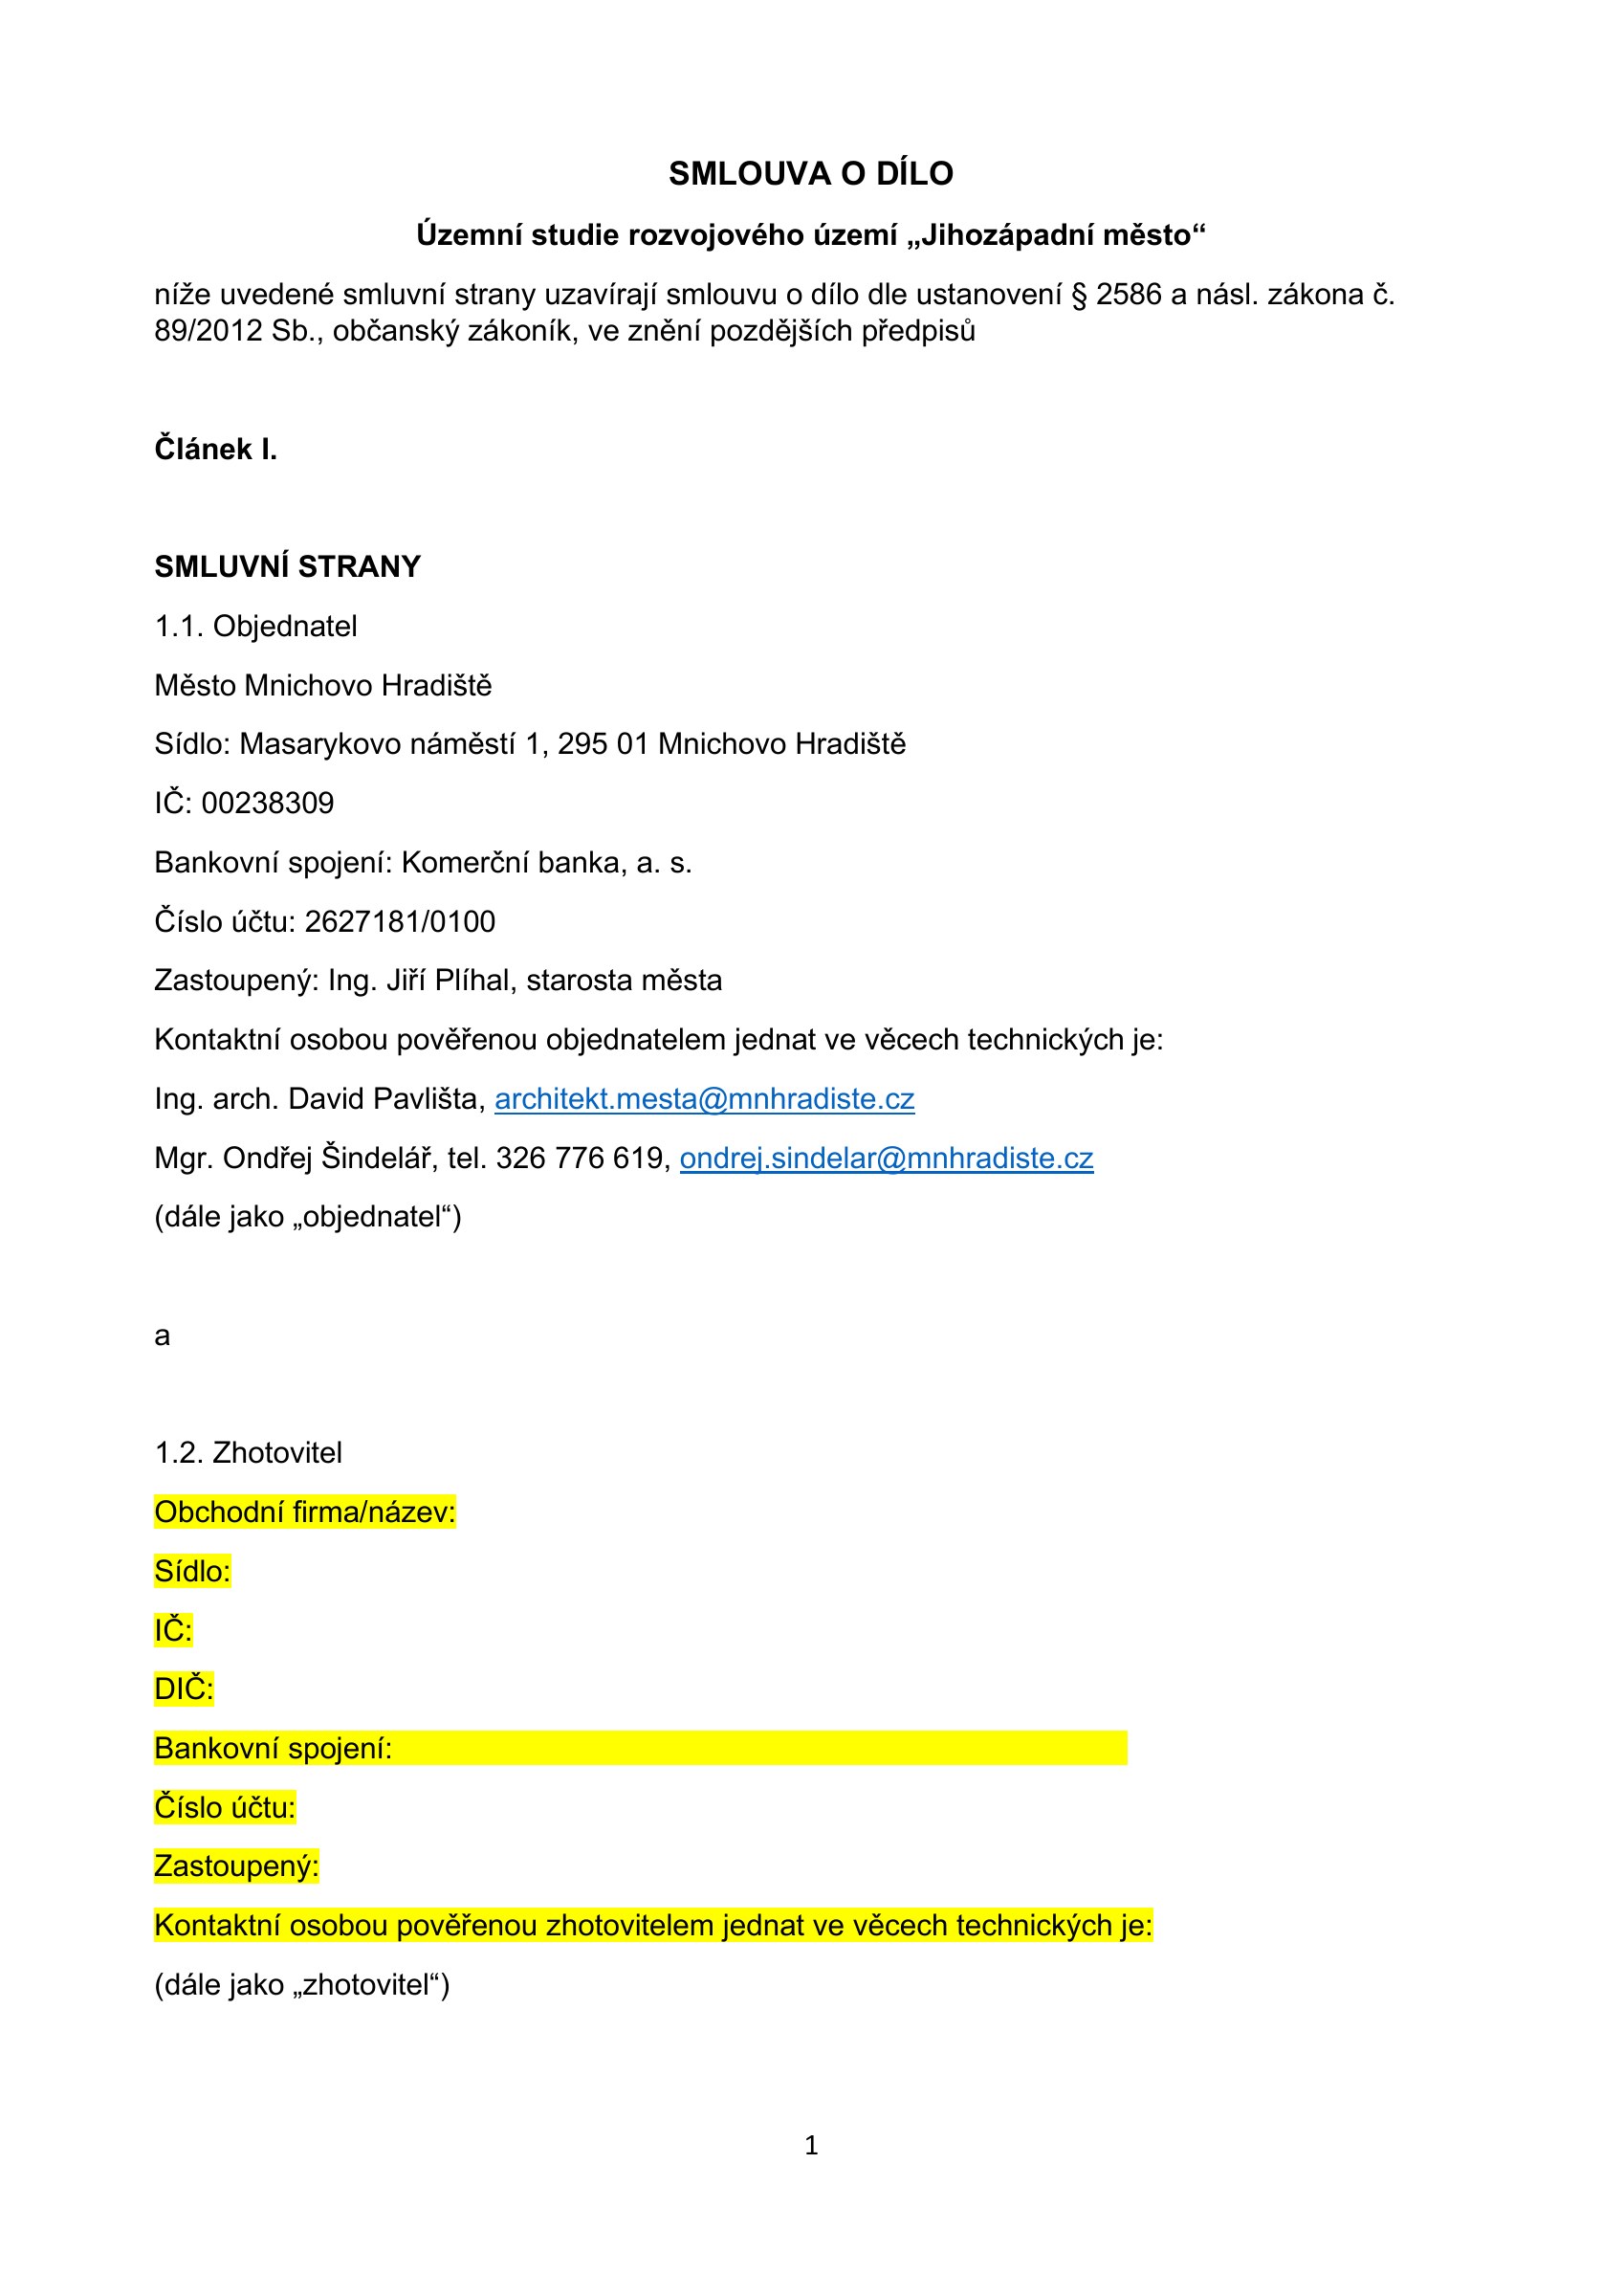 SMLOUVA O DÍLO
Územní studie rozvojového území „Jihozápadní město“
níže uvedené smluvní strany uzavírají smlouvu o dílo dle ustanovení § 2586 a násl. zákona č.
89/2012 Sb., občanský zákoník, ve znění pozdějších předpisů
Článek I.
SMLUVNÍ STRANY
1.1. Objednatel
Město Mnichovo Hradiště
Sídlo: Masarykovo náměstí 1, 295 01 Mnichovo Hradiště
IČ: 00238309
Bankovní spojení: Komerční banka, a. s.
Číslo účtu: 2627181/0100
Zastoupený: Ing. Jiří Plíhal, starosta města
Kontaktní osobou pověřenou objednatelem jednat ve věcech technických je:
Ing. arch. David Pavlišta, architekt.mesta@mnhradiste.cz
Mgr. Ondřej Šindelář, tel. 326 776 619, ondrej.sindelar@mnhradiste.cz
(dále jako „objednatel“)
a
1.2. Zhotovitel
Obchodní firma/název:
Sídlo:
IČ:
DIČ:
Bankovní spojení:
Číslo účtu:
Zastoupený:
Kontaktní osobou pověřenou zhotovitelem jednat ve věcech technických je:
(dále jako „zhotovitel“)
1